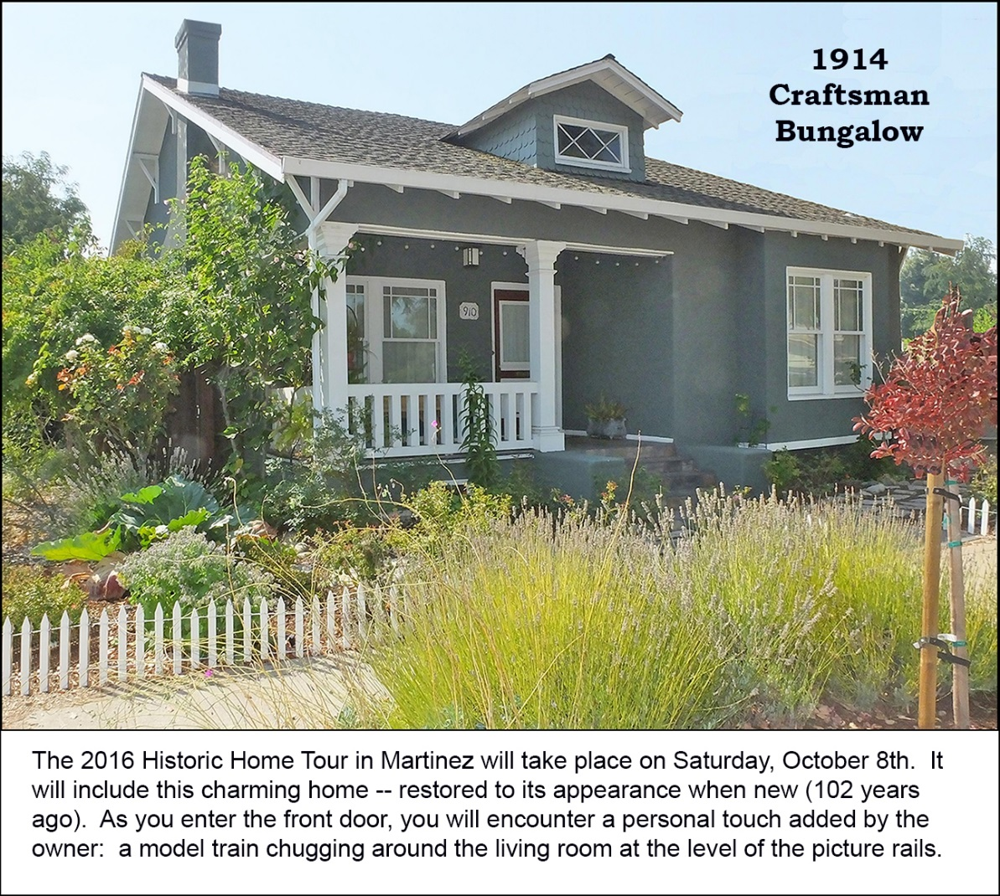 1914
Craftsman
Bungalow
910
The 2016 Historic Home Tour in Martinez will take place on Saturday, October 8th.  It
will include this charming home -- restored to its appearance when new (102 years
ago).  As you enter the front door, you will encounter a personal touch added by the
owner:  a model train chugging around the living room at the level of the picture rails.